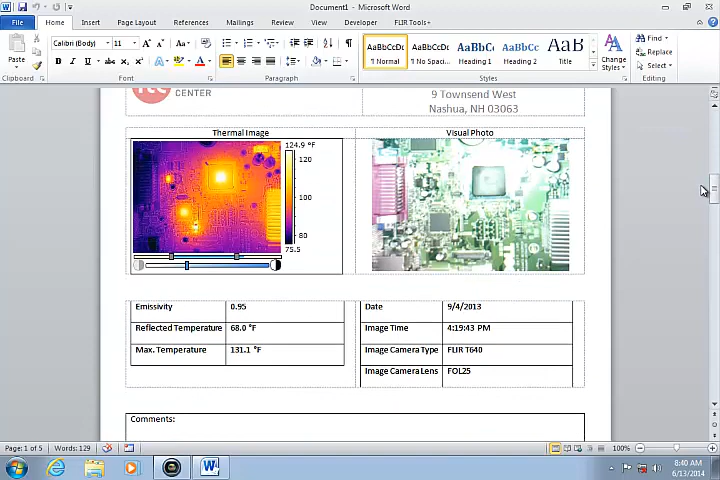 Document1 - Microsoft Word
File Home Insert Page Layout References Mailings Review View Developer FLIR Tools+
Paste
Calibri (Body) 11
AaBbCcDc AaBbCcDc AaBbC AaBbCc AaB
¶ Normal ¶ No Spaci... Heading 1 Heading 2 Title
Change Styles
Find
Replace
Select
Clipboard Font Paragraph Styles Editing
CENTER
9 Townsend West
Nashua, NH 03063
Thermal Image Visual Photo
124.9 °F
120
100
80
75.5
Emissivity 0.95
Reflected Temperature 68.0 °F
Max. Temperature 131.1 °F
Date 9/4/2013
Image Time 4:19:43 PM
Image Camera Type FLIR T640
Image Camera Lens FOL25
Comments:
Page: 1 of 5 Words: 129 100%
8:40 AM
6/13/2014